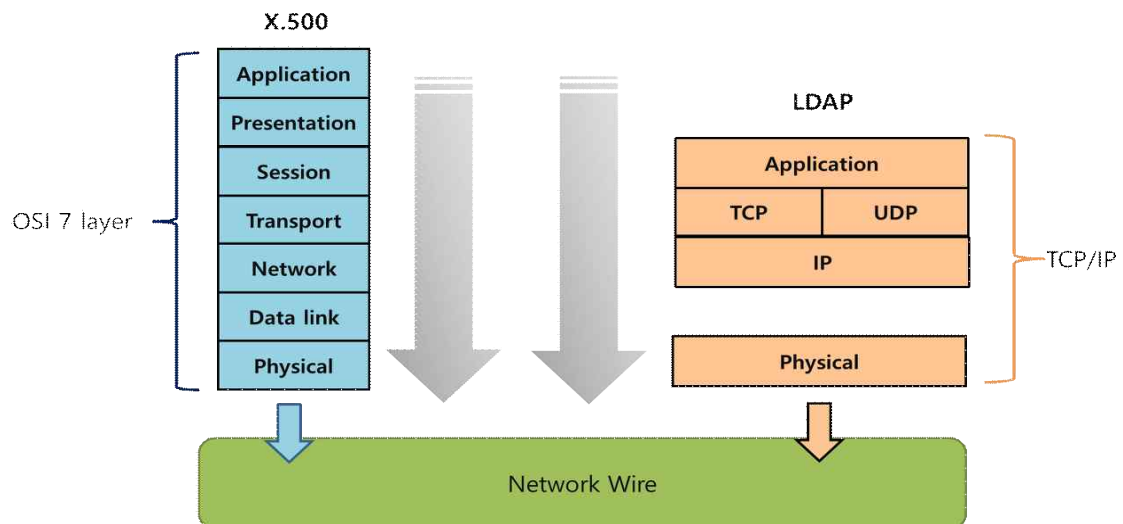 X.500
Application
Presentation
Session
Transport
Network
Data link
Physical
OSI 7 layer
LDAP
Application
TCP
UDP
IP
Physical
TCP/IP
Network Wire